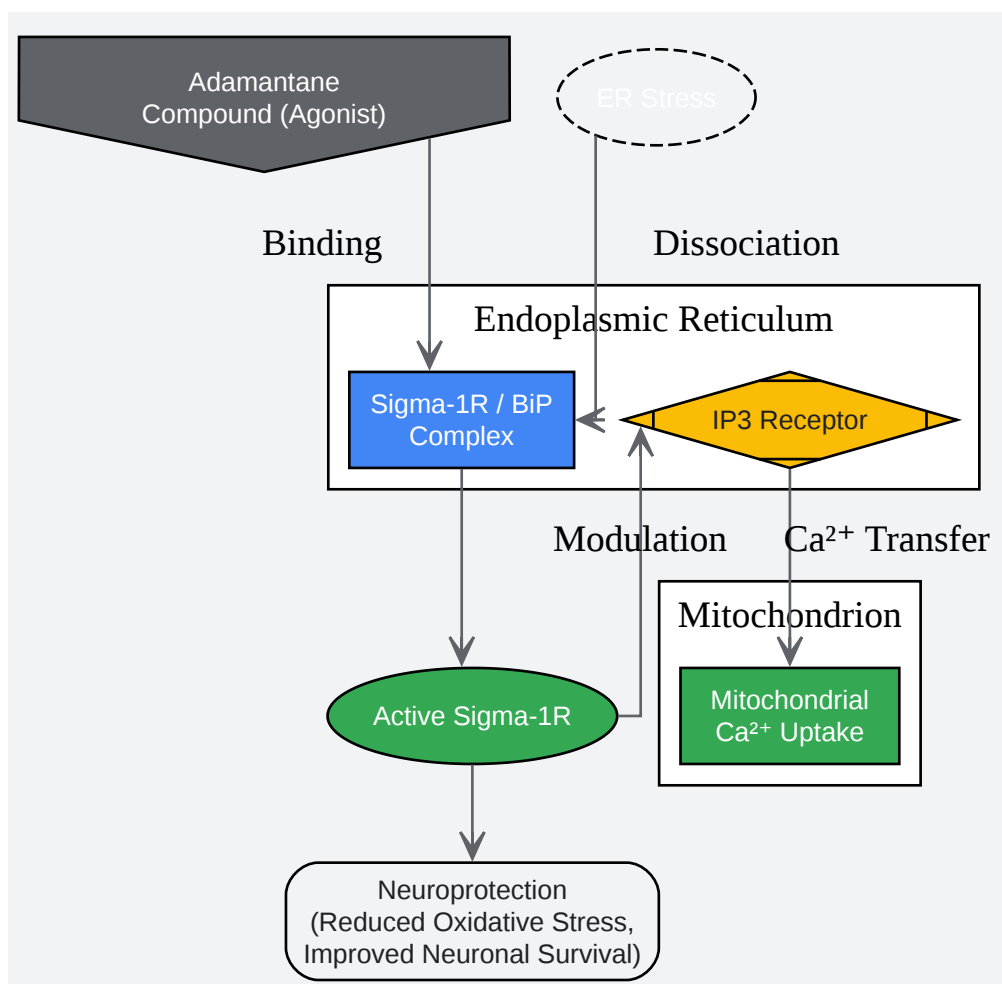 Adamantane
Compound (Agonist)
ER Stress
Binding
Dissociation
Endoplasmic Reticulum
Sigma-1R / BiP
Complex
IP3 Receptor
Modulation
Ca²⁺ Transfer
Mitochondrion
Active Sigma-1R
Mitochondrial
Ca²⁺ Uptake
Neuroprotection
(Reduced Oxidative Stress,
Improved Neuronal Survival)